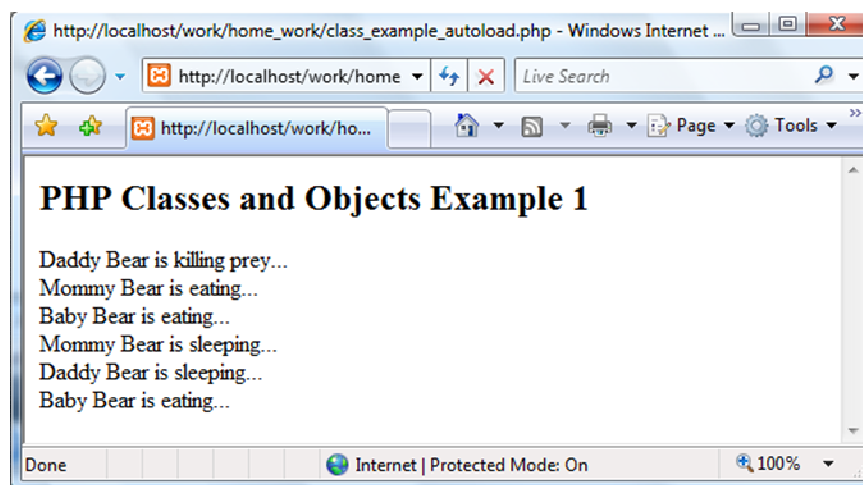 http://localhost/work/home_work/class_example_autoload.php - Windows Internet ...
http://localhost/work/home
Live Search
http://localhost/work/ho...
Page
Tools
PHP Classes and Objects Example 1
Daddy Bear is killing prey...
Mommy Bear is eating...
Baby Bear is eating...
Mommy Bear is sleeping...
Daddy Bear is sleeping...
Baby Bear is eating...
Done
Internet | Protected Mode: On
100%